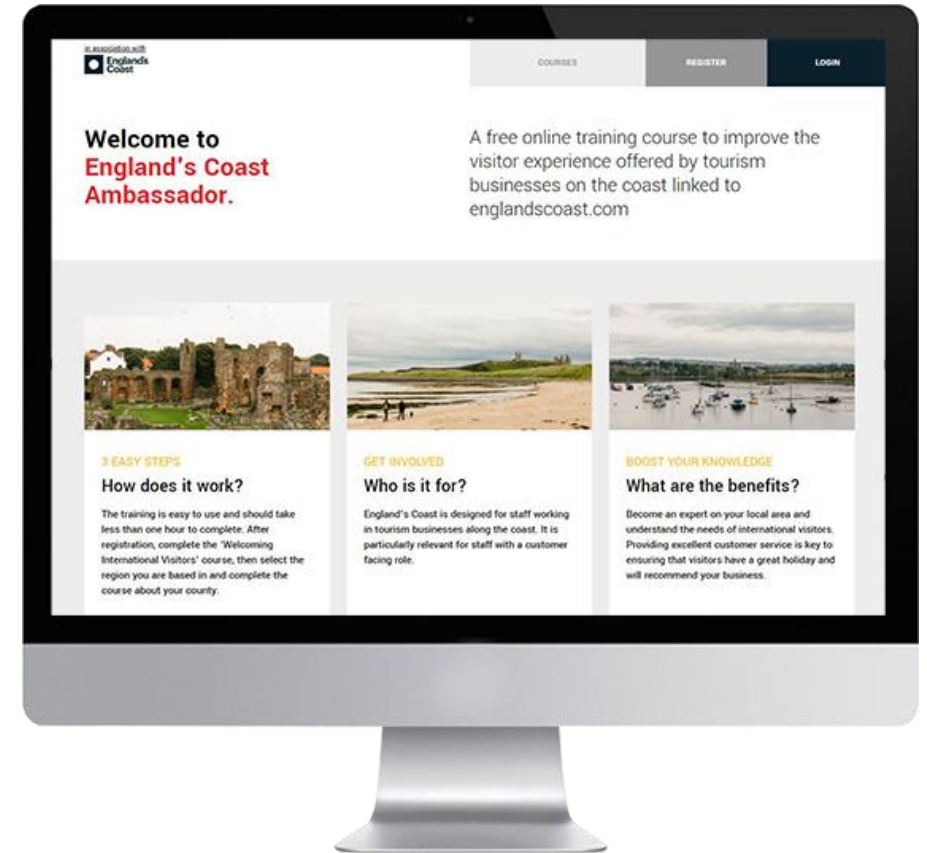 in association with
England's
Coast
COURSES
REGISTER
LOGIN
Welcome to
England's Coast
Ambassador.
A free online training course to improve the
visitor experience offered by tourism
businesses on the coast linked to
englandscoast.com
3 EASY STEPS
How does it work?
The training is easy to use and should take
less than one hour to complete. After
registration, complete the 'Welcoming
International Visitors' course, then select the
region you are based in and complete the
course about your county.
GET INVOLVED
Who is it for?
England's Coast is designed for staff working
in tourism businesses along the coast. It is
particularly relevant for staff with a customer
facing role.
BOOST YOUR KNOWLEDGE
What are the benefits?
Become an expert on your local area and
understand the needs of international visitors.
Providing excellent customer service is key to
ensuring that visitors have a great holiday and
will recommend your business.